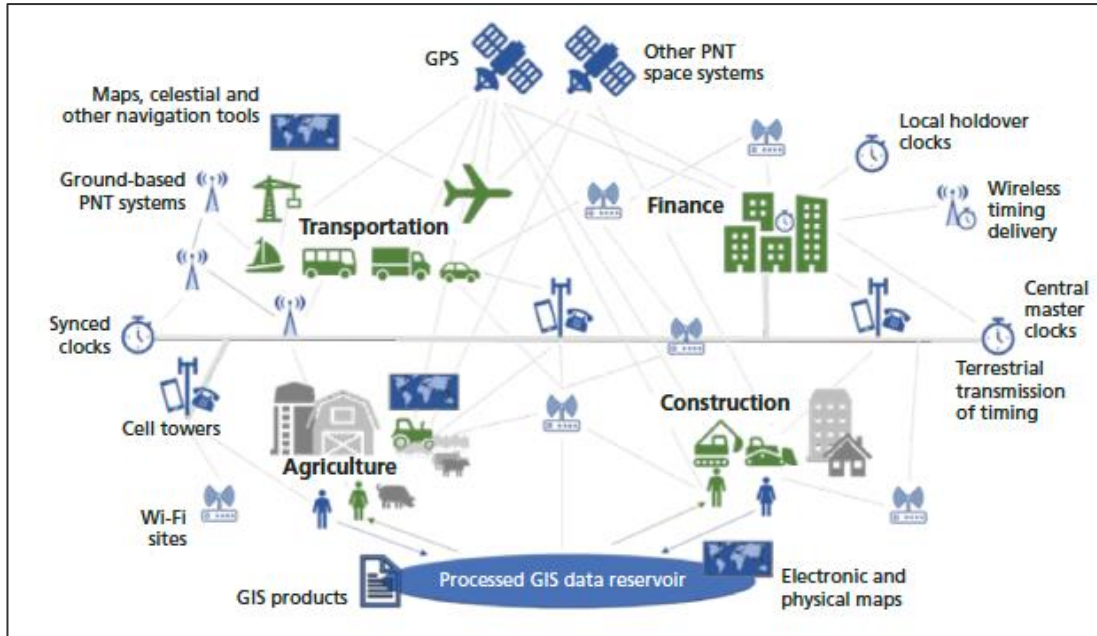 GPS
Other PNT
space systems
Maps, celestial and
other navigation tools
Local holdover
clocks
Ground-based
PNT systems
Wireless
timing
delivery
Transportation
Finance
Synced
clocks
Central
master
clocks
Terrestrial
transmission
of timing
Cell towers
Agriculture
Construction
Wi-Fi
sites
GIS products
Processed GIS data reservoir
Electronic and
physical maps